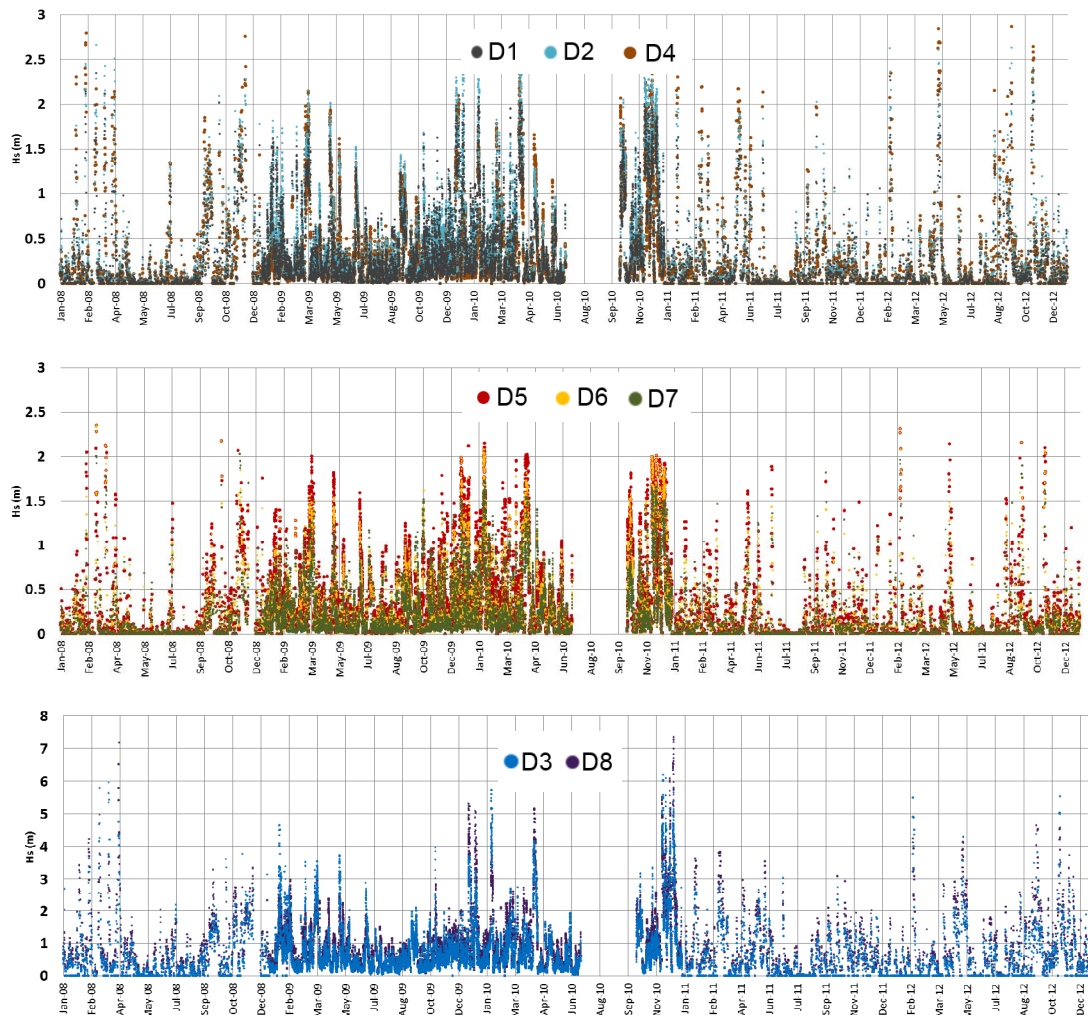 3
2.5
2
1.5
1
0.5
0
Hs (m)
D1 D2 D4
Jan-08 Feb-08 Apr-08 May-08 Jul-08 Sep-08 Oct-08 Dec-08 Feb-09 Mar-09 May-09 Jul-09 Aug-09 Oct-09 Dec-09 Jan-10 Mar-10 Apr-10 Jun-10 Aug-10 Sep-10 Nov-10 Jan-11 Feb-11 Apr-11 May-11 Jul-11 Sep-11 Nov-11 Dec-11 Feb-12 Mar-12 May-12 Jul-12 Aug-12 Oct-12 Dec-12
3
2.5
2
1.5
1
0.5
0
D5 D6 D7
Jan-08 Feb-08 Apr-08 May-08 Jul-08 Sep-08 Oct-08 Dec-08 Feb-09 Mar-09 May-09 Jul-09 Aug-09 Oct-09 Dec-09 Jan-10 Mar-10 Apr-10 Jun-10 Aug-10 Sep-10 Nov-10 Jan-11 Feb-11 Apr-11 May-11 Jul-11 Sep-11 Nov-11 Dec-11 Feb-12 Mar-12 May-12 Jul-12 Aug-12 Oct-12 Dec-12
8
7
6
5
4
3
2
1
0
Hs (m)
D3 D8
Jan-08 Feb-08 Apr-08 May-08 Jul-08 Sep-08 Oct-08 Dec-08 Feb-09 Mar-09 May-09 Jul-09 Aug-09 Oct-09 Dec-09 Jan-10 Mar-10 Apr-10 Jun-10 Aug-10 Sep-10 Nov-10 Jan-11 Feb-11 Apr-11 May-11 Jul-11 Sep-11 Nov-11 Dec-11 Feb-12 Mar-12 May-12 Jul-12 Aug-12 Oct-12 Dec-12